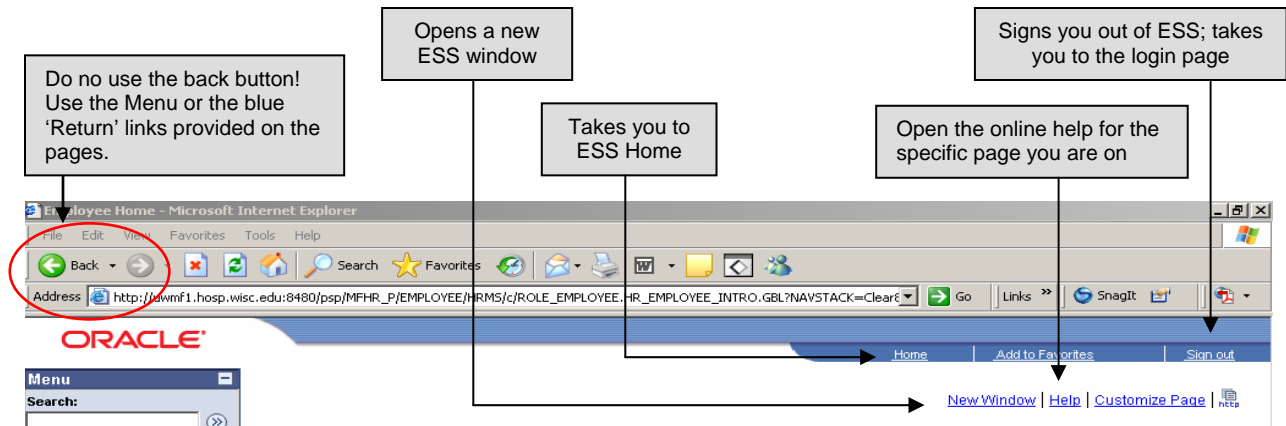 Opens a new
ESS window
Signs you out of ESS; takes
you to the login page
Do no use the back button!
Use the Menu or the blue
‘Return’ links provided on the
pages.
Takes you to
ESS Home
Open the online help for the
specific page you are on
Employee Home - Microsoft Internet Explorer
File Edit View Favorites Tools Help
Back Search Favorites
Address http://uwmf1.hosp.wisc.edu:8480/psp/MFHR_P/EMPLOYEE/HRMS/c/ROLE_EMPLOYEE.HR_EMPLOYEE_INTRO.GBL?NAVSTACK=Clear& Go Links » SnagIt
ORACLE
Home Add to Favorites Sign out
Menu
Search:
New Window | Help | Customize Page | http